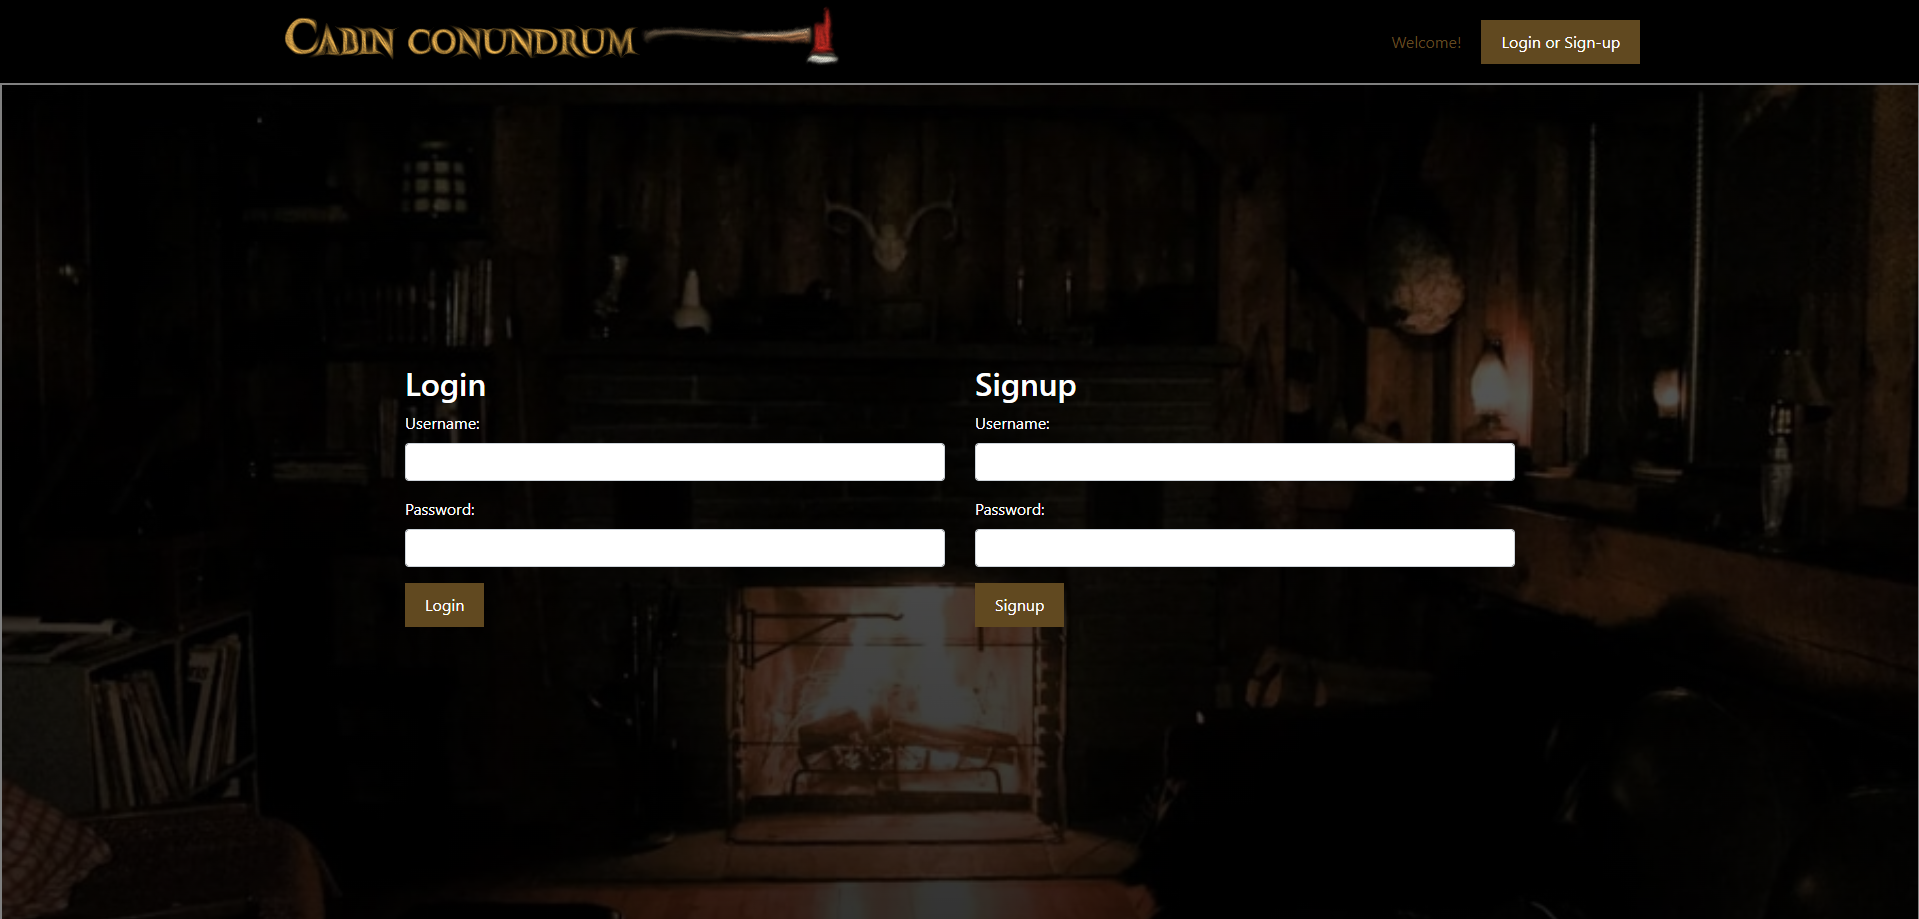 Cabin conundrum
Welcome!
Login or Sign-up
Login
Username:
Password:
Login
Signup
Username:
Password:
Signup